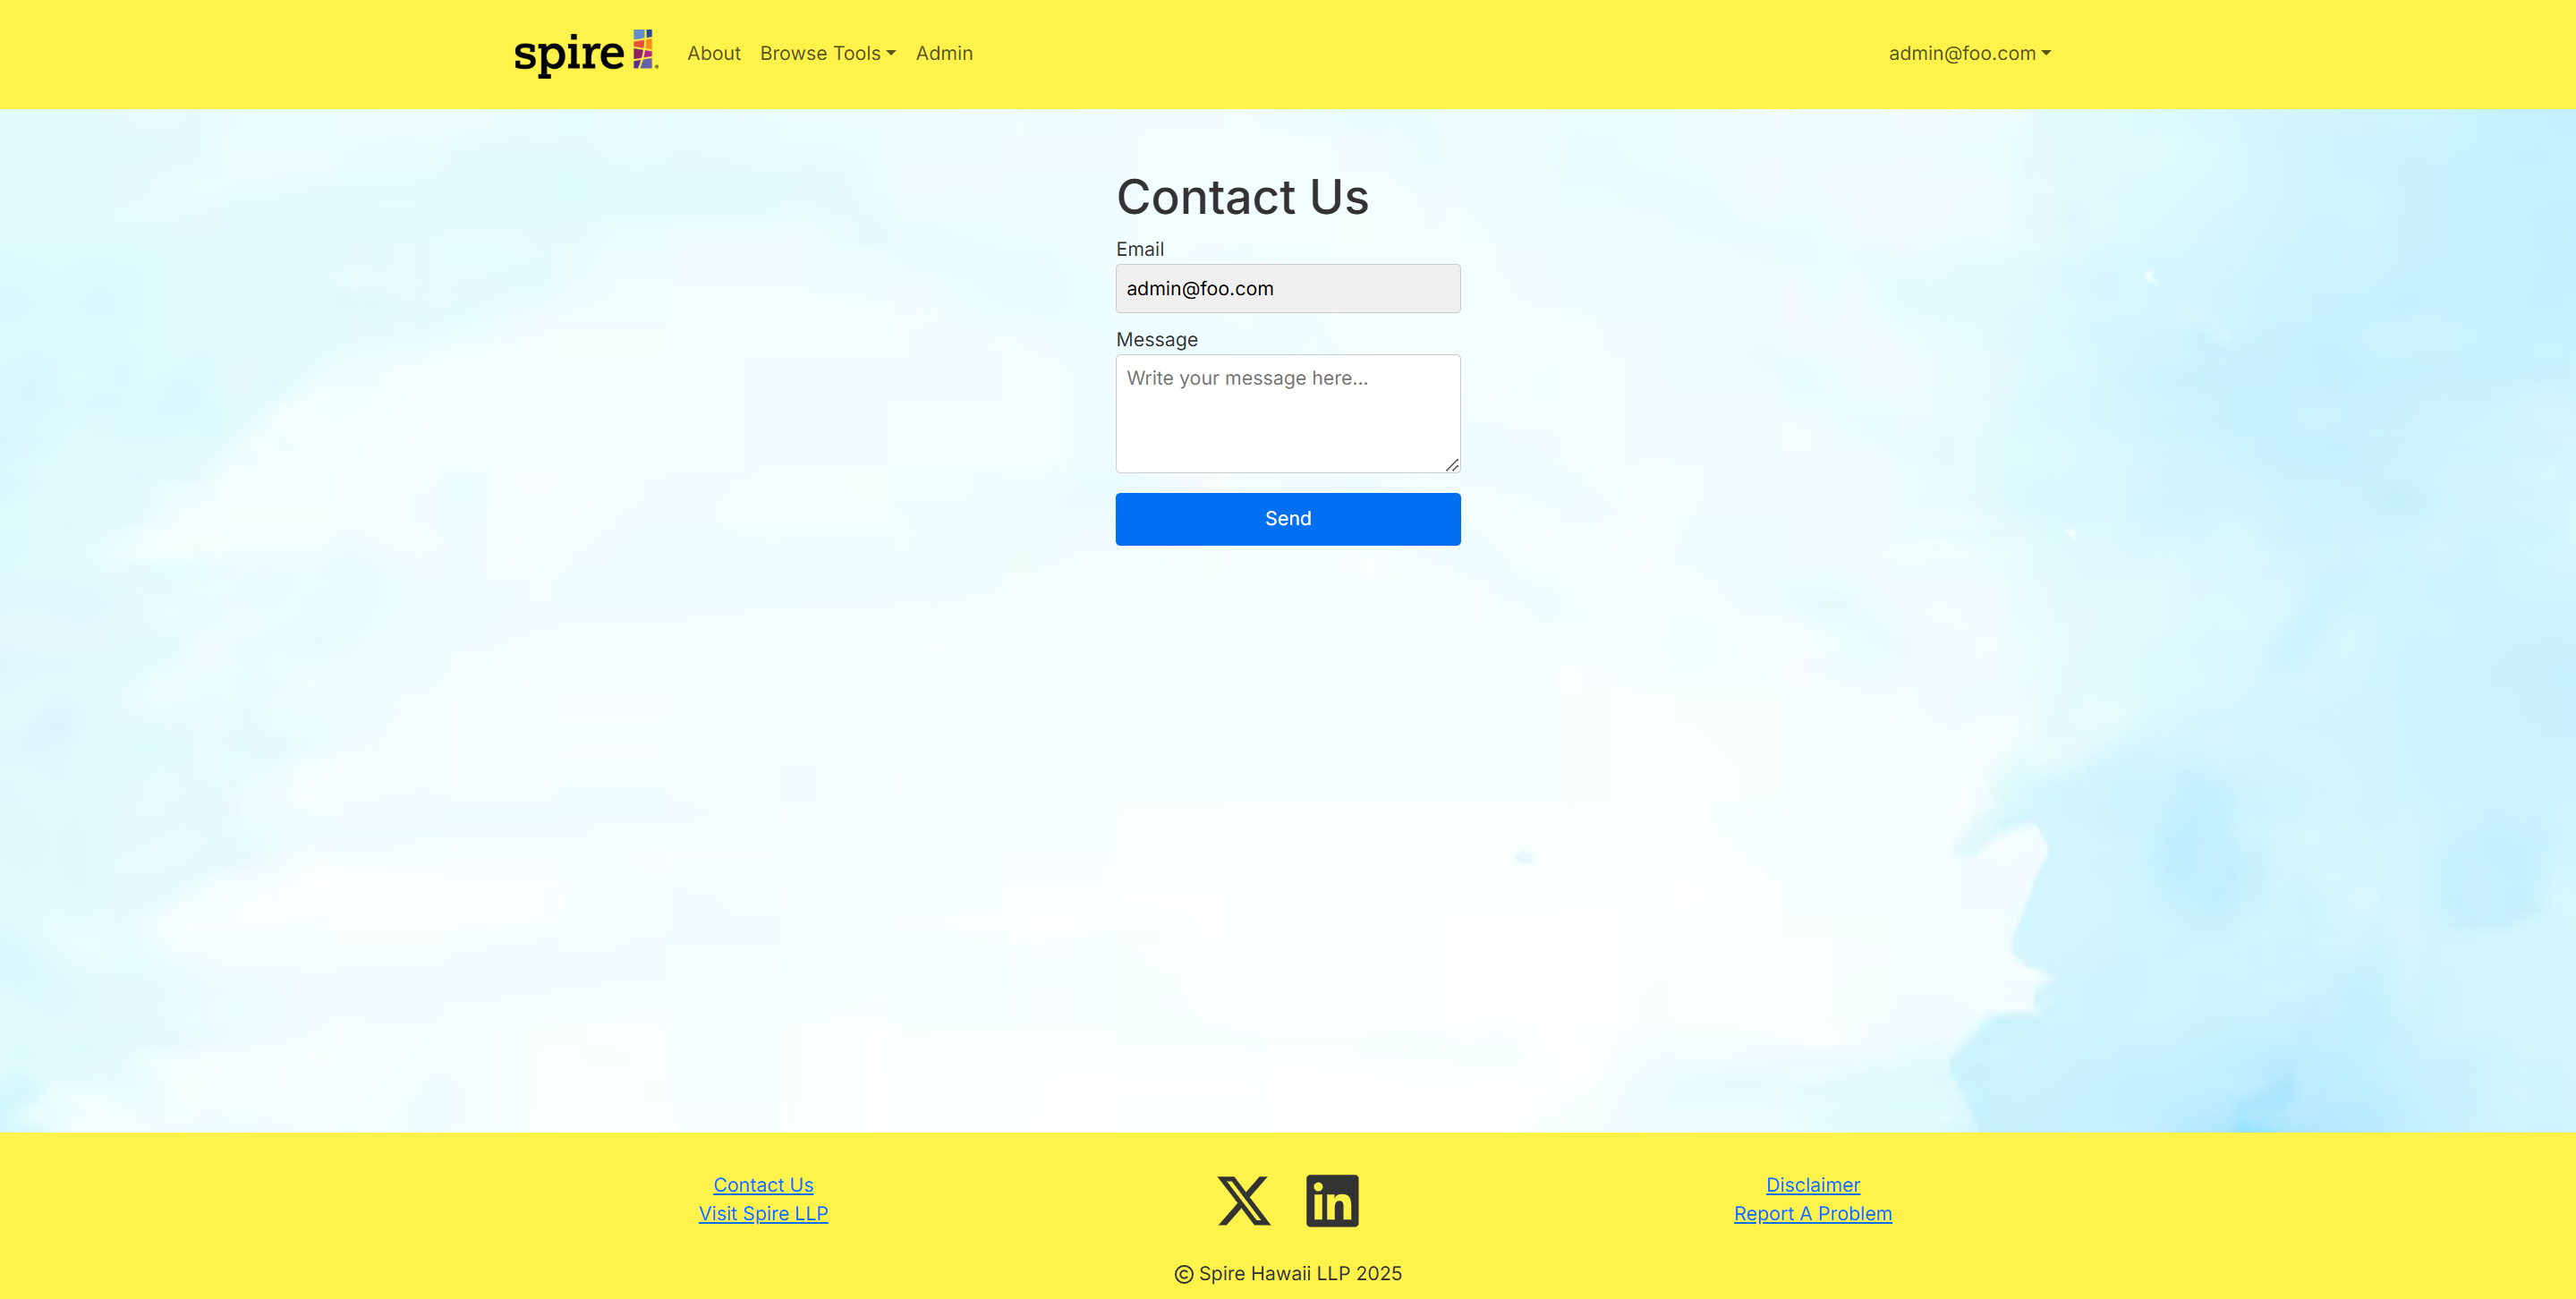 spire
About Browse Tools Admin admin@foo.com
Contact Us
Email
admin@foo.com
Message
Write your message here...
Send
Contact Us
Visit Spire LLP
Disclaimer
Report A Problem
© Spire Hawaii LLP 2025